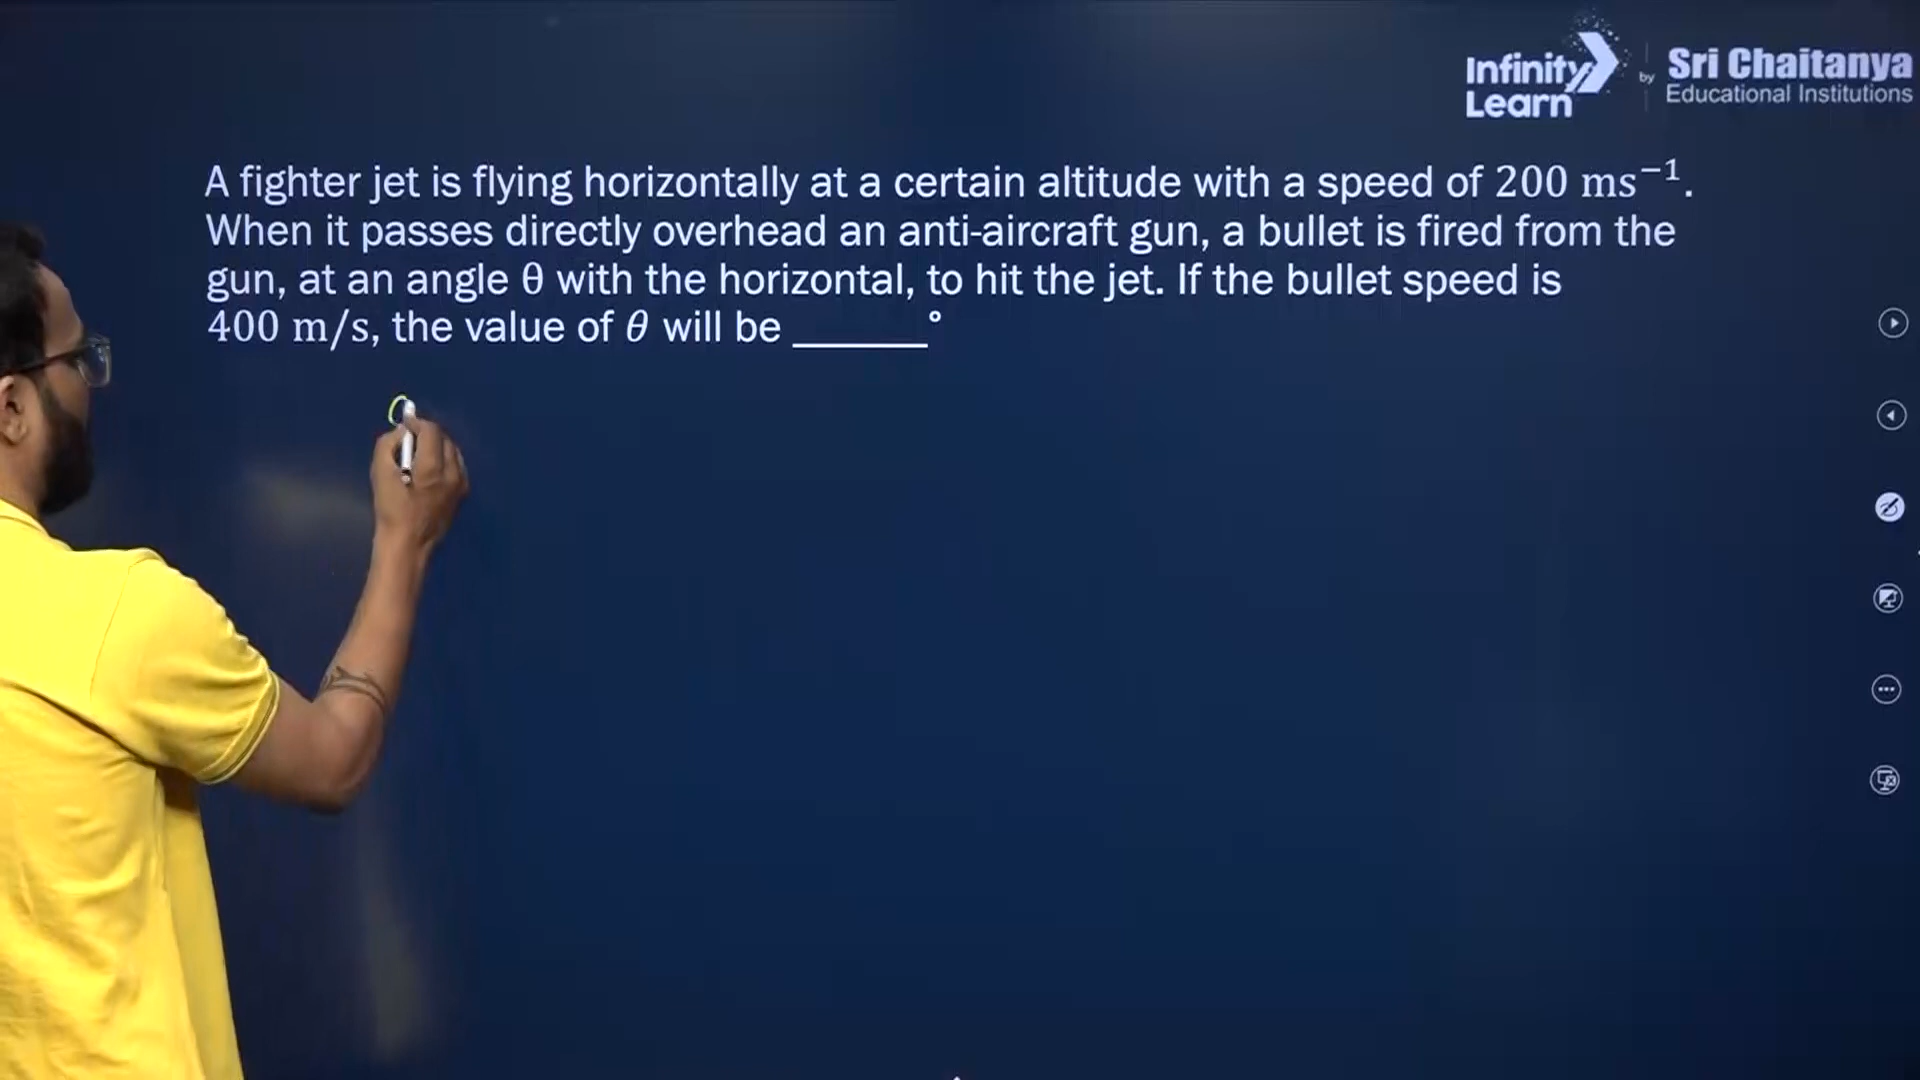 Infinity Learn
by
Sri Chaitanya
Educational Institutions
A fighter jet is flying horizontally at a certain altitude with a speed of 200 ms⁻¹.
When it passes directly overhead an anti-aircraft gun, a bullet is fired from the
gun, at an angle θ with the horizontal, to hit the jet. If the bullet speed is
400 m/s, the value of θ will be ______°